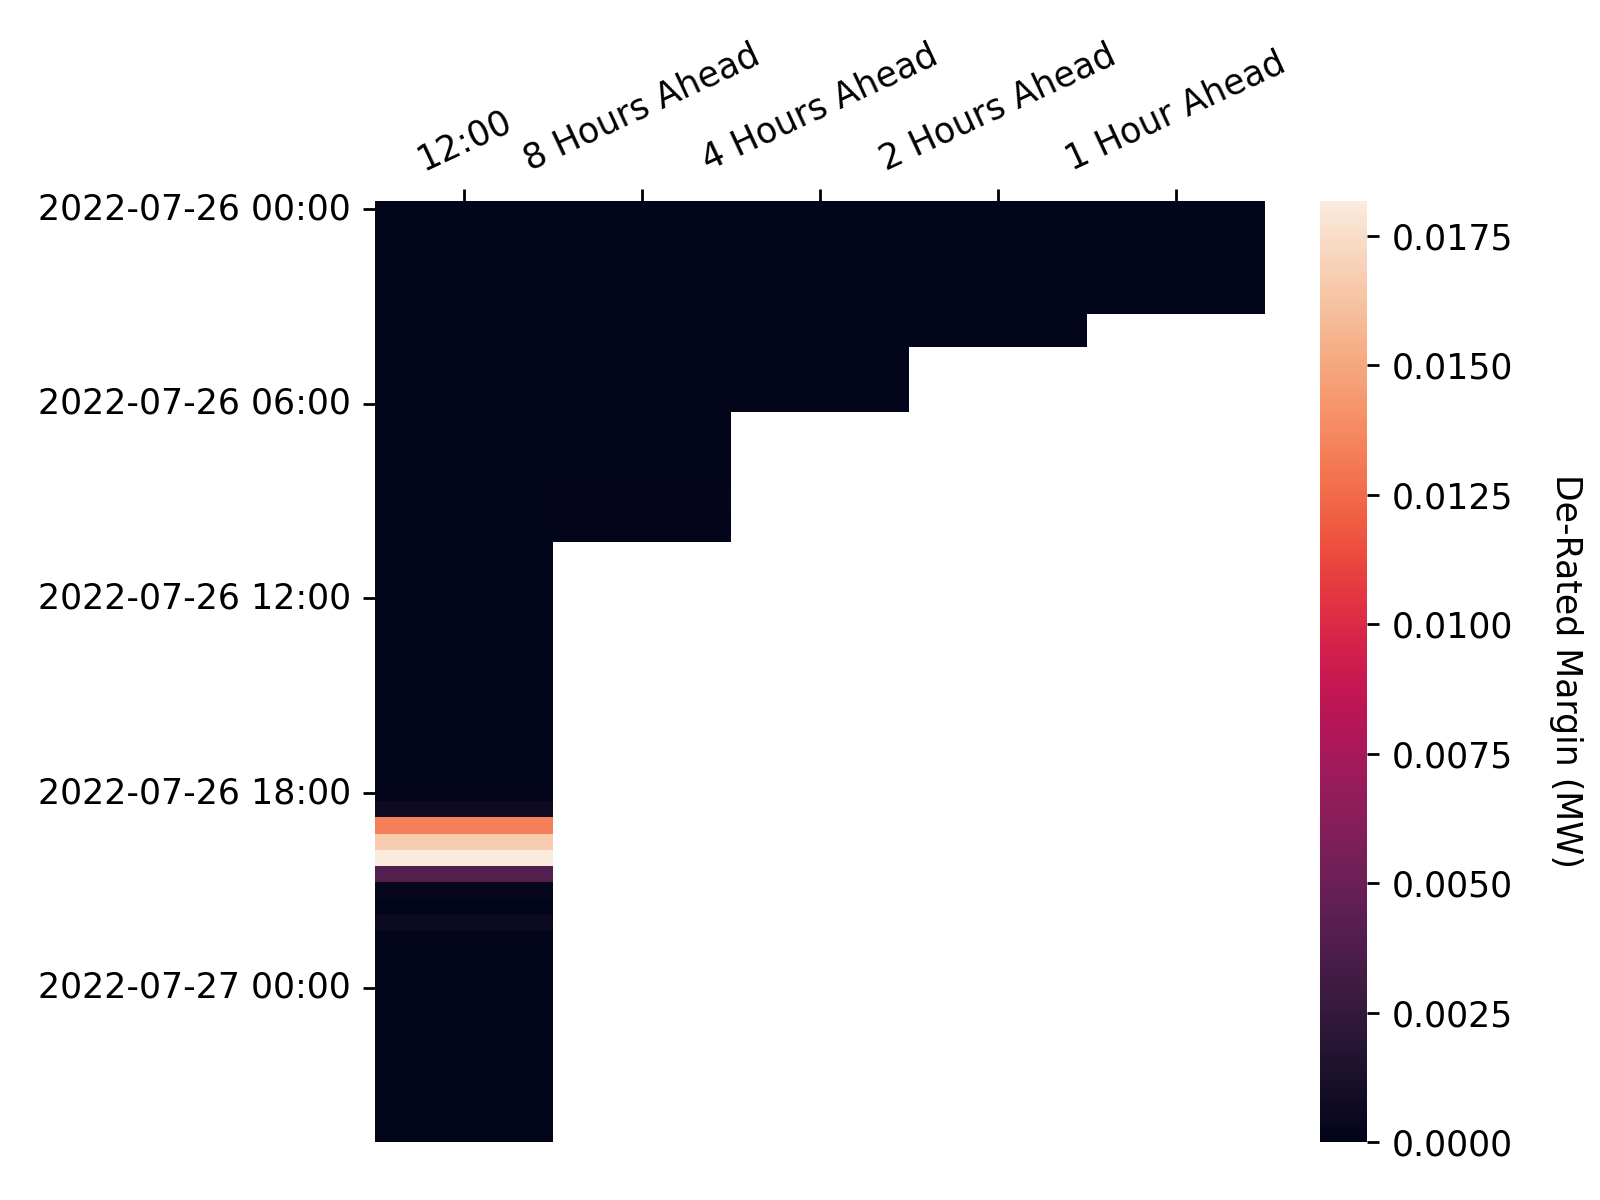 12:00
8 Hours Ahead
4 Hours Ahead
2 Hours Ahead
1 Hour Ahead
2022-07-26 00:00
2022-07-26 06:00
2022-07-26 12:00
2022-07-26 18:00
2022-07-27 00:00
0.0175
0.0150
0.0125
0.0100
0.0075
0.0050
0.0025
0.0000
De-Rated Margin (MW)